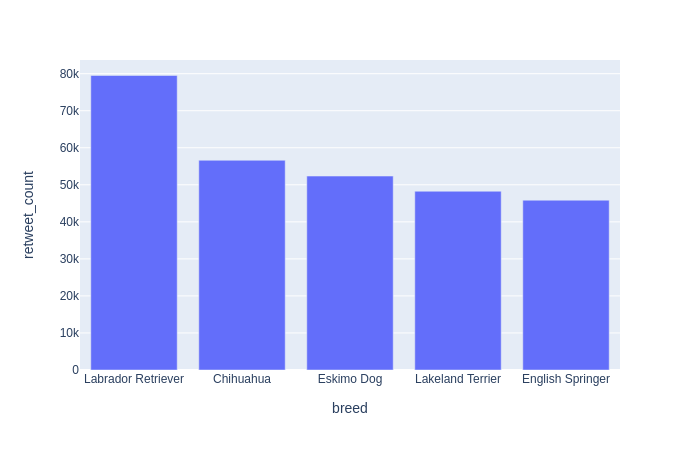 80k
70k
60k
50k
40k
30k
20k
10k
0
retweet_count
Labrador Retriever
Chihuahua
Eskimo Dog
Lakeland Terrier
English Springer
breed